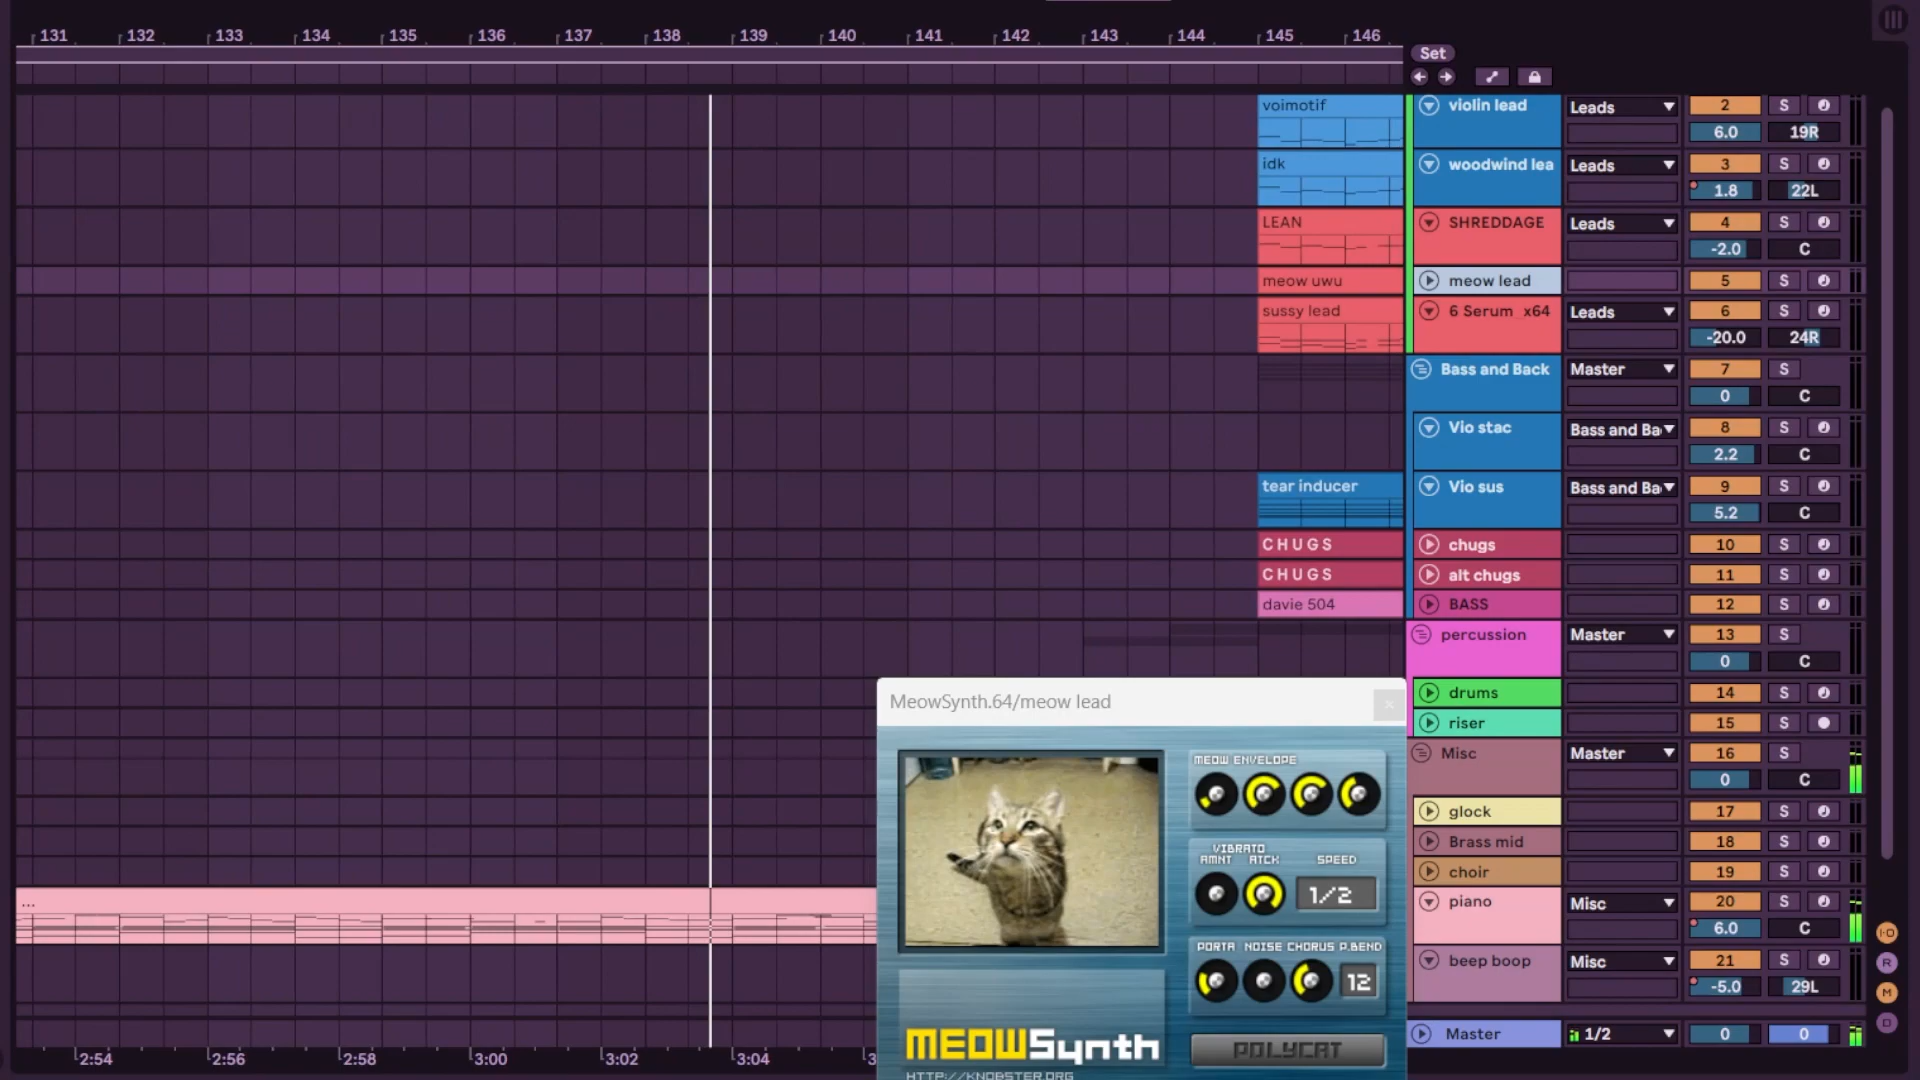 131 132 133 134 135 136 137 138 139 140 141 142 143 144 145 146
Set
voimotif violin lead Leads 2 S
6.0 19R
idk woodwind lea Leads 3 S
1.8 22L
LEAN SHREDDAGE Leads 4 S
-2.0 C
meow uwu meow lead 5 S
sussy lead 6 Serum x64 Leads 6 S
-20.0 24R
Bass and Back Master 7 S
0 C
Vio stac Bass and Ba 8 S
2.2 C
tear inducer Vio sus Bass and Ba 9 S
5.2 C
CHUGS chugs 10 S
CHUGS alt chugs 11 S
davie 504 BASS 12 S
percussion Master 13 S
0 C
drums 14 S
riser 15 S
Misc Master 16 S
0 C
glock 17 S
Brass mid 18 S
choir 19 S
... piano Misc 20 S
6.0 C
beep boop Misc 21 S
-5.0 29L
Master 1/2 0 0
I·O
R
M
D
MeowSynth.64/meow lead
MEOW ENVELOPE
VIBRATO
AMNT ATCK SPEED
1/2
PORTA NOISE CHORUS P.BEND
12
MEOWSynth
POLYCAT
HTTP://KNOBSTER.ORG
2:54 2:56 2:58 3:00 3:02 3:04